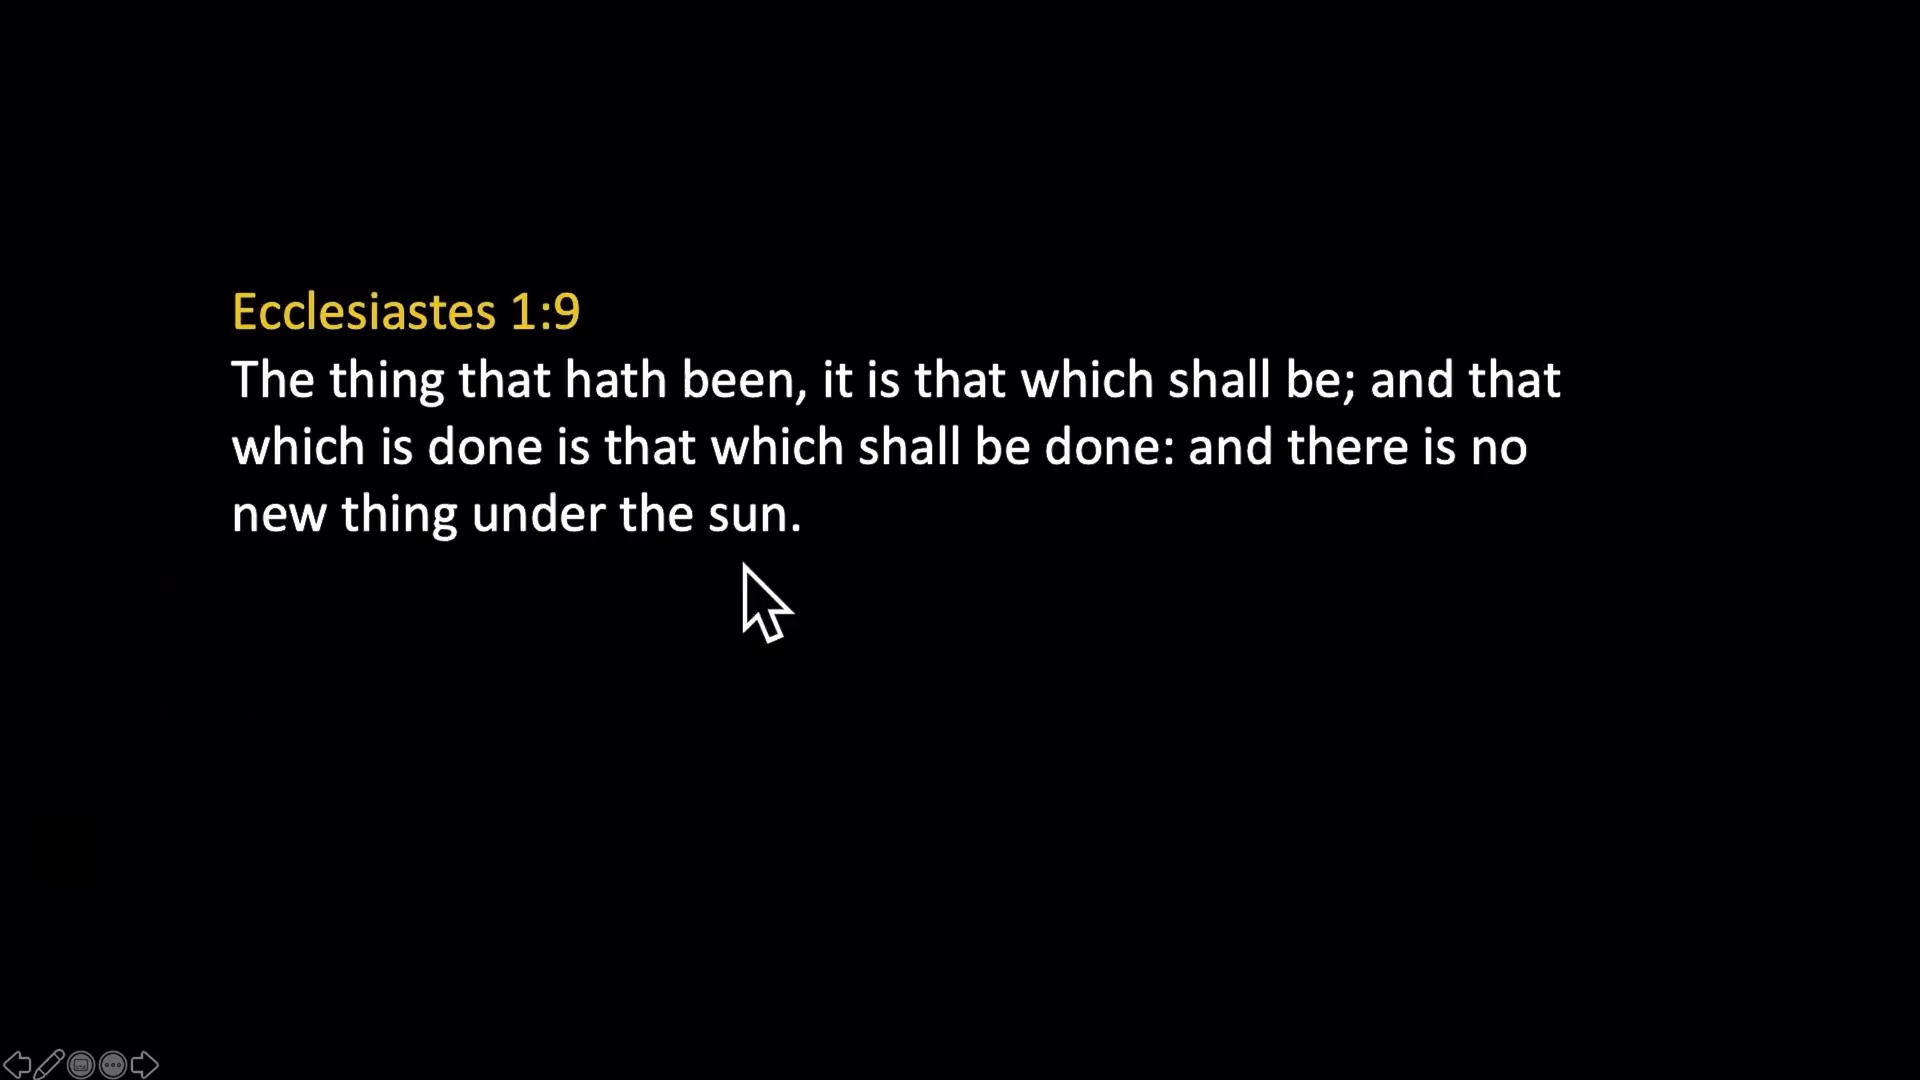 Ecclesiastes 1:9
The thing that hath been, it is that which shall be; and that
which is done is that which shall be done: and there is no
new thing under the sun.